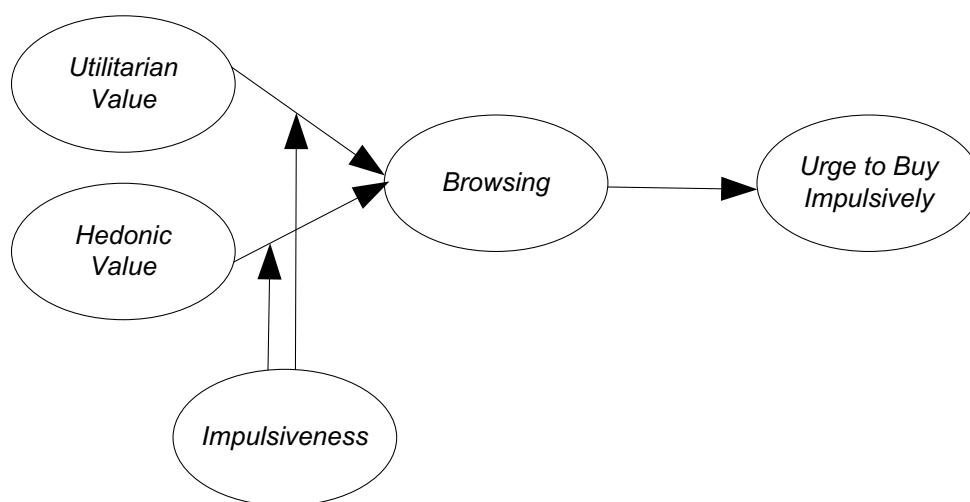 Utilitarian
Value
Browsing
Urge to Buy
Impulsively
Hedonic
Value
Impulsiveness